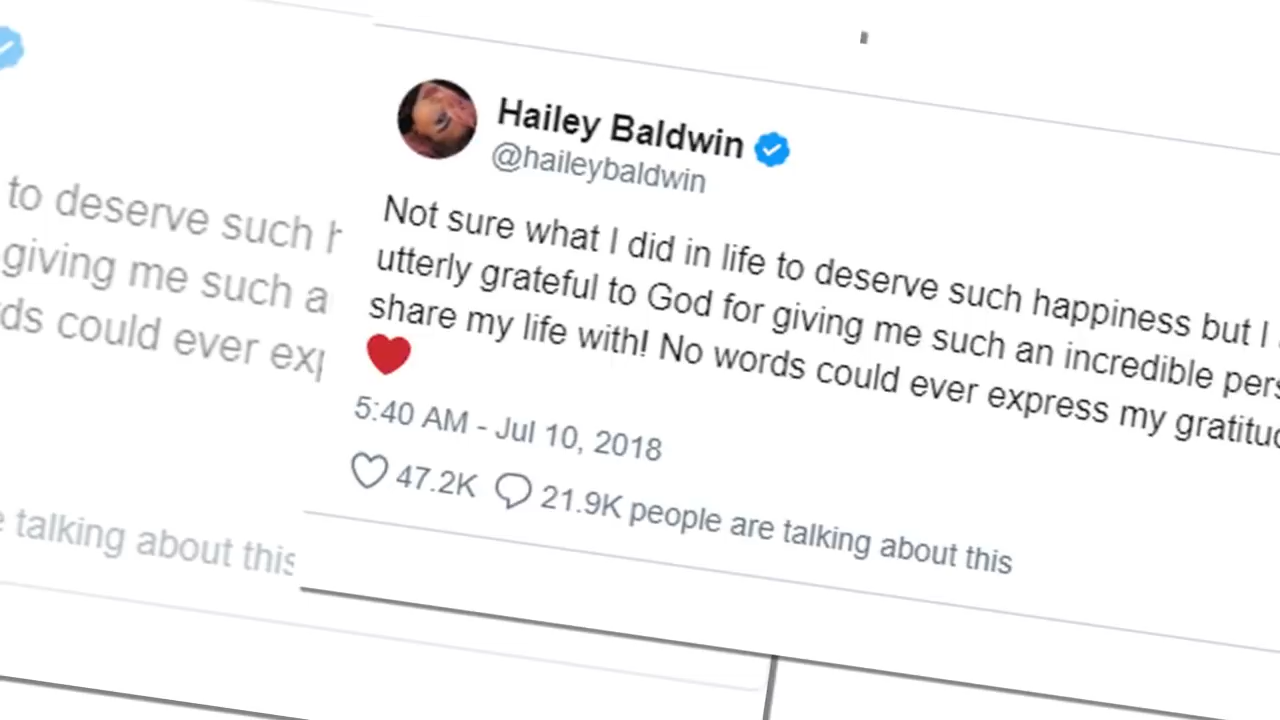 Hailey Baldwin
@haileybaldwin
Not sure what I did in life to deserve such happiness but I
utterly grateful to God for giving me such an incredible pers
share my life with! No words could ever express my gratitud
❤️
5:40 AM - Jul 10, 2018
47.2K 21.9K people are talking about this
to deserve such h
giving me such a
ds could ever exp
e talking about this